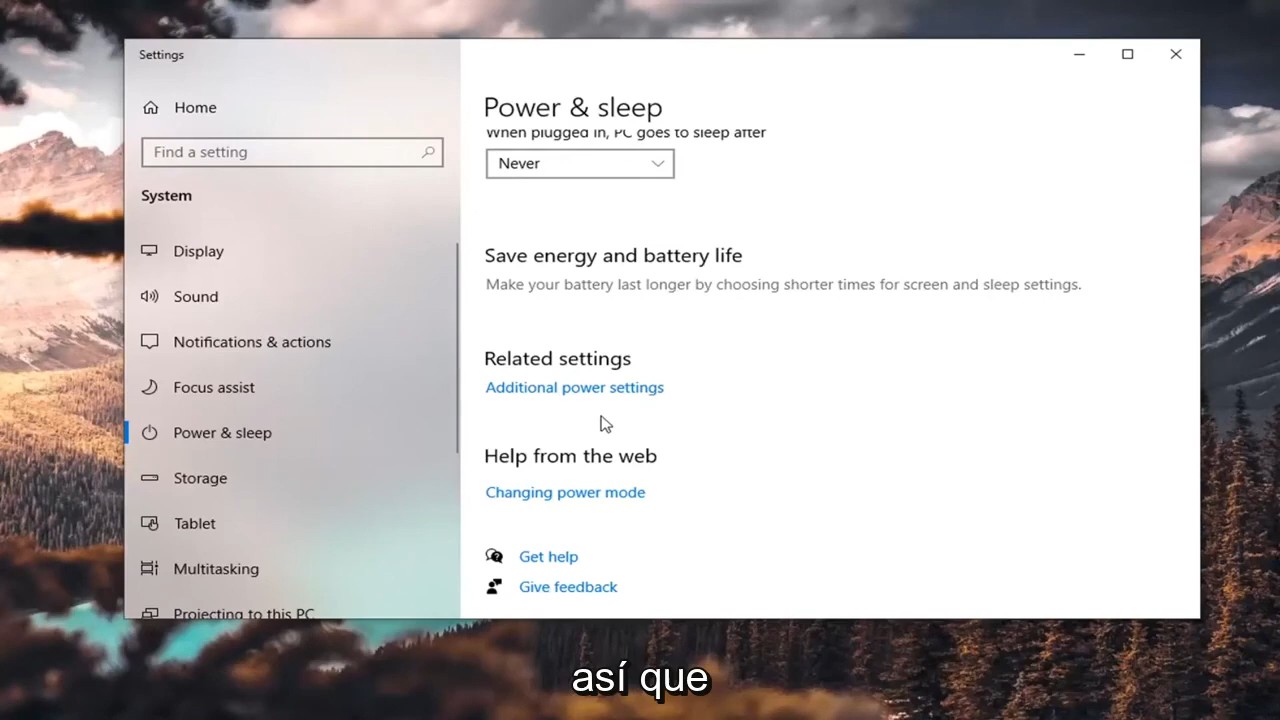 Settings
Home
Find a setting
System
Display
Sound
Notifications & actions
Focus assist
Power & sleep
Storage
Tablet
Multitasking
Projecting to this PC
Power & sleep
When plugged in, PC goes to sleep after
Never
Save energy and battery life
Make your battery last longer by choosing shorter times for screen and sleep settings.
Related settings
Additional power settings
Help from the web
Changing power mode
Get help
Give feedback
así que